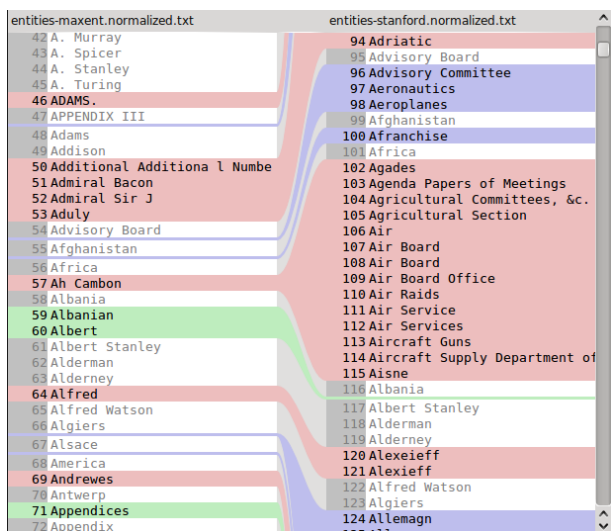 entities-maxent.normalized.txt
42 A. Murray
43 A. Spicer
44 A. Stanley
45 A. Turing
46 ADAMS.
47 APPENDIX III
48 Adams
49 Addison
50 Additional Additiona l Numbe
51 Admiral Bacon
52 Admiral Sir J
53 Aduly
54 Advisory Board
55 Afghanistan
56 Africa
57 Ah Cambon
58 Albania
59 Albanian
60 Albert
61 Albert Stanley
62 Alderman
63 Alderney
64 Alfred
65 Alfred Watson
66 Algiers
67 Alsace
68 America
69 Andrewes
70 Antwerp
71 Appendices
72 Appendix
entities-stanford.normalized.txt
94 Adriatic
95 Advisory Board
96 Advisory Committee
97 Aeronautics
98 Aeroplanes
99 Afghanistan
100 Afranchise
101 Africa
102 Agades
103 Agenda Papers of Meetings
104 Agricultural Committees, &c.
105 Agricultural Section
106 Air
107 Air Board
108 Air Board
109 Air Board Office
110 Air Raids
111 Air Service
112 Air Services
113 Aircraft Guns
114 Aircraft Supply Department of
115 Aisne
116 Albania
117 Albert Stanley
118 Alderman
119 Alderney
120 Alexeieff
121 Alexieff
122 Alfred Watson
123 Algiers
124 Allemagn